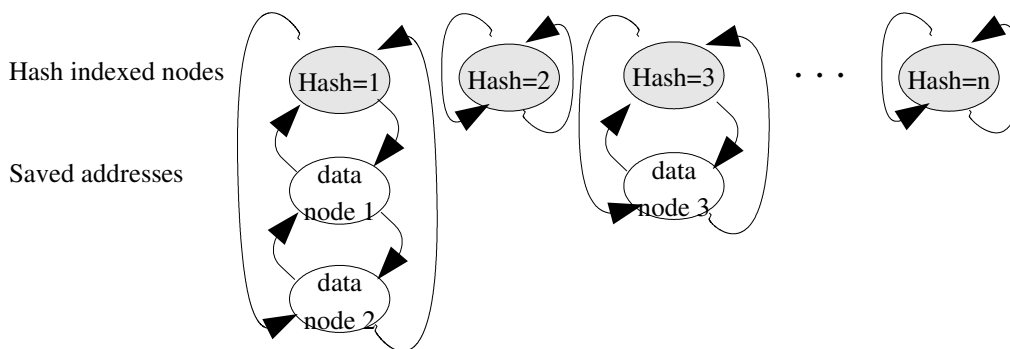 Hash indexed nodes
Hash=1
Hash=2
Hash=3
. . .
Hash=n
Saved addresses
data
node 1
data
node 3
data
node 2